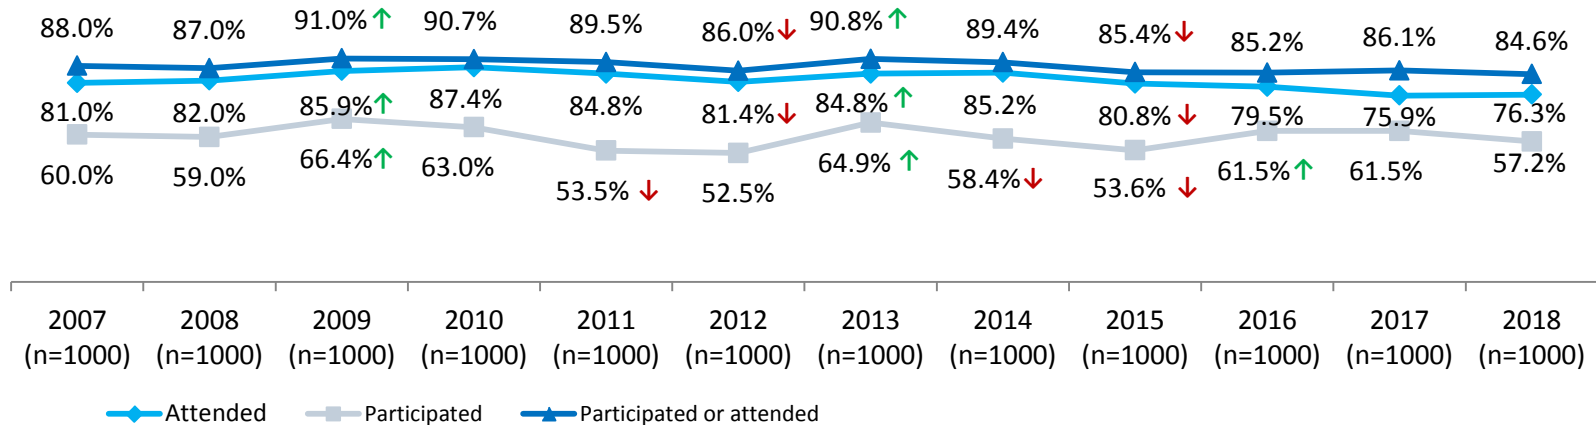 88.0% 87.0% 91.0% ↑ 90.7% 89.5% 86.0% ↓ 90.8% ↑ 89.4% 85.4% ↓ 85.2% 86.1% 84.6%
81.0% 82.0% 85.9% ↑ 87.4% 84.8% 81.4% ↓ 84.8% ↑ 85.2% 80.8% ↓ 79.5% 75.9% 76.3%
60.0% 59.0% 66.4% ↑ 63.0% 53.5% ↓ 52.5% 64.9% ↑ 58.4% ↓ 53.6% ↓ 61.5% ↑ 61.5% 57.2%
2007 2008 2009 2010 2011 2012 2013 2014 2015 2016 2017 2018
(n=1000) (n=1000) (n=1000) (n=1000) (n=1000) (n=1000) (n=1000) (n=1000) (n=1000) (n=1000) (n=1000) (n=1000)
Attended Participated Participated or attended